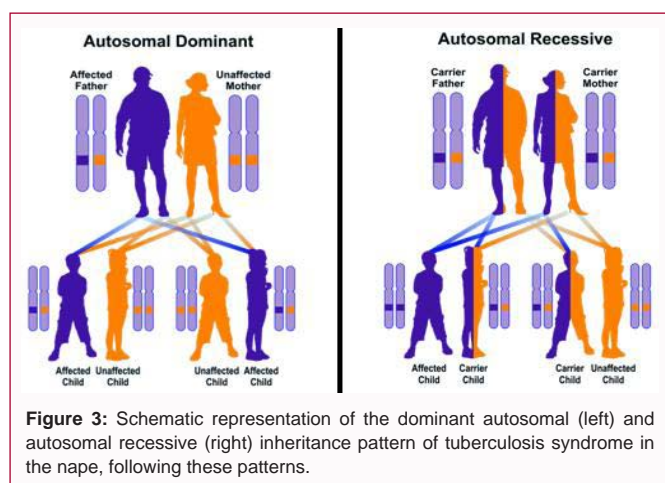 Autosomal Dominant
Affected
Father
Unaffected
Mother
Affected
Child
Unaffected
Child
Unaffected
Child
Affected
Child
Autosomal Recessive
Carrier
Father
Carrier
Mother
Affected
Child
Carrier
Child
Carrier
Child
Unaffected
Child
Figure 3: Schematic representation of the dominant autosomal (left) and
autosomal recessive (right) inheritance pattern of tuberculosis syndrome in
the nape, following these patterns.